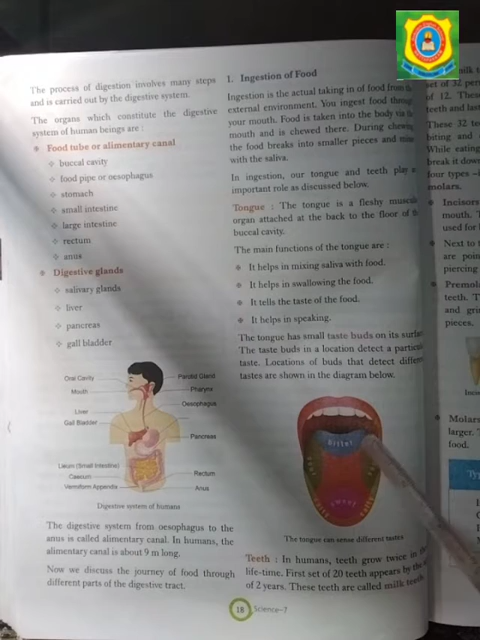 The process of digestion involves many steps
and is carried out by the digestive system.
The organs which constitute the digestive
system of human beings are :
Food tube or alimentary canal
buccal cavity
food pipe or oesophagus
stomach
small intestine
large intestine
rectum
anus
Digestive glands
salivary glands
liver
pancreas
gall bladder
Oral Cavity
Mouth
Liver
Gall Bladder
Parotid Gland
Pharynx
Oesophagus
Pancreas
Caecum
Vermiform Appendix
(Small Intestine)
Rectum
Anus
Digestive system of humans
The digestive system from oesophagus to the
anus is called alimentary canal. In humans, the
alimentary canal is about 9 m long.
Now we discuss the journey of food through
different parts of the digestive tract.
1. Ingestion of Food
Ingestion is the actual taking in of food from
external environment. You ingest food through
your mouth. Food is taken into the body via
mouth and is chewed there. During chewing
the food breaks into smaller pieces and
with the saliva.
In ingestion, our tongue and teeth play
important role as discussed below.
Tongue : The tongue is a fleshy
organ attached at the back to the floor of
buccal cavity.
The main functions of the tongue are :
It helps in mixing saliva with food.
It helps in swallowing the food.
It tells the taste of the food.
It helps in speaking.
The tongue has small taste buds on its
The taste buds in a location detect a
taste. Locations of buds that detect
tastes are shown in the diagram below.
Bitter
Sweet
The tongue can sense different tastes
Teeth : In humans, teeth grow twice in
life-time. First set of 20 teeth appears by the
of 2 years. These teeth are called milk
18 Science-7
milk
set of 32
of 12. These
teeth and last
These 32
biting and
While eating
break it down
four types
molars.
Incisors
mouth.
used for
Next to
are
piercing
teeth.
and
pieces.
Molars
larger.
food.